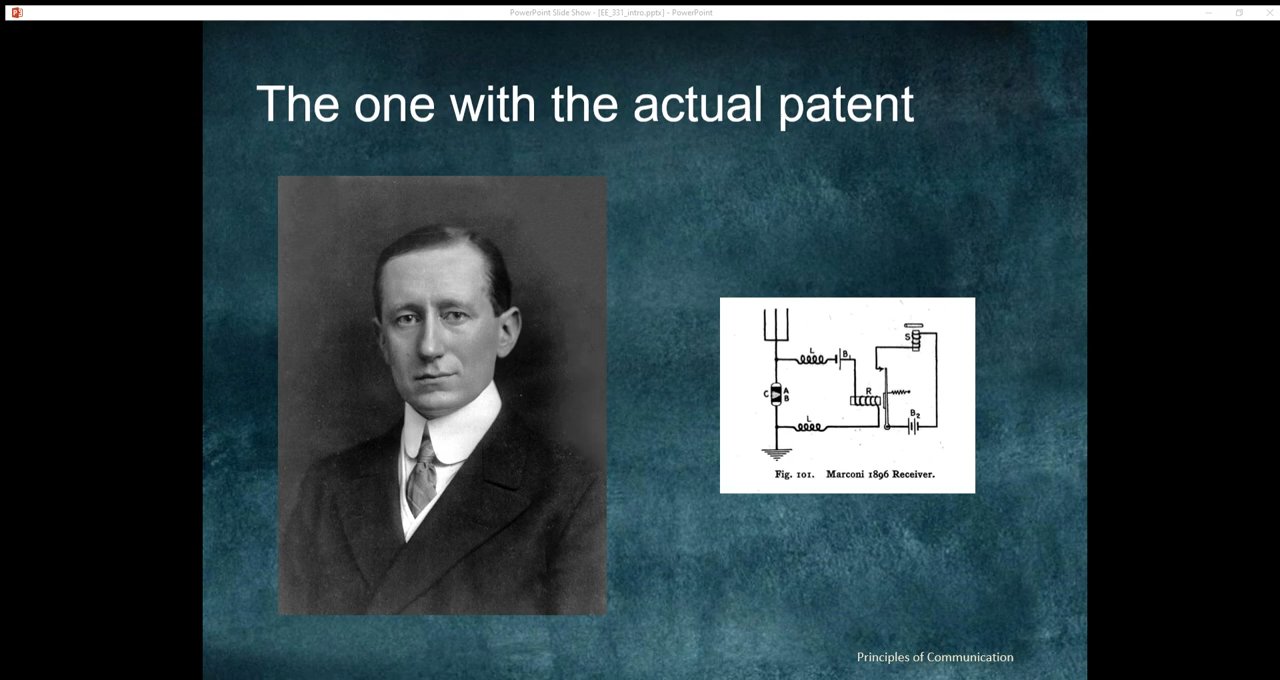 PowerPoint Slide Show - [EE_331_intro.pptx] - PowerPoint
The one with the actual patent
L
B₁
S
C
A
B
R
L
B₂
Fig. 101. Marconi 1896 Receiver.
Principles of Communication